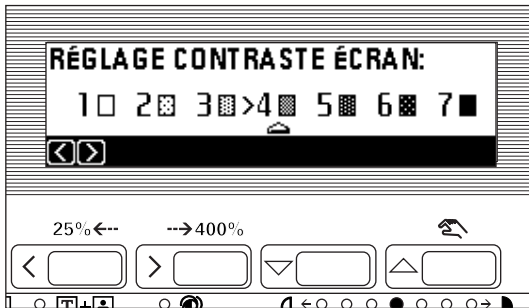 RÉGLAGE CONTRASTE ÉCRAN:
1 2 3 >4 5 6 7
< >
25% ←-- --→ 400%
< >
T +